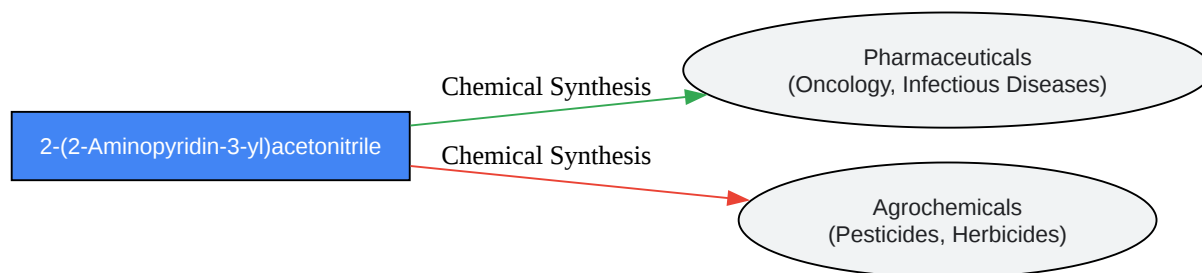 2-(2-Aminopyridin-3-yl)acetonitrile
Chemical Synthesis
Pharmaceuticals
(Oncology, Infectious Diseases)
Chemical Synthesis
Agrochemicals
(Pesticides, Herbicides)